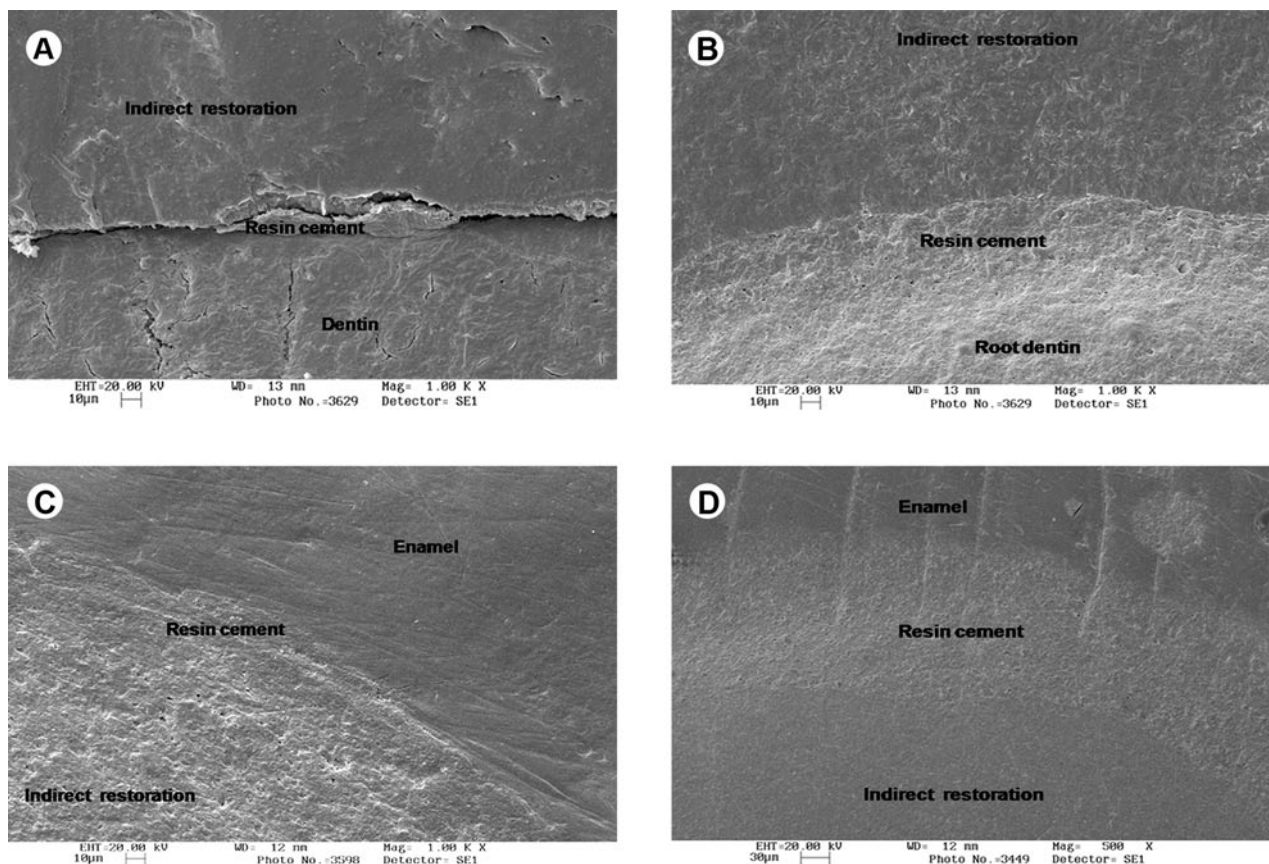 A
Indirect restoration
Resin cement
Dentin
EHT=20.00 kV WD= 13 mm Mag= 1.00 K X
10µm Photo No.=3629 Detector= SE1
B
Indirect restoration
Resin cement
Root dentin
EHT=20.00 kV WD= 13 mm Mag= 1.00 K X
10µm Photo No.=3629 Detector= SE1
C
Enamel
Resin cement
Indirect restoration
EHT=20.00 kV WD= 12 mm Mag= 1.00 K X
10µm Photo No.=3598 Detector= SE1
D
Enamel
Resin cement
Indirect restoration
EHT=20.00 kV WD= 12 mm Mag= 500 X
30µm Photo No.=3449 Detector= SE1